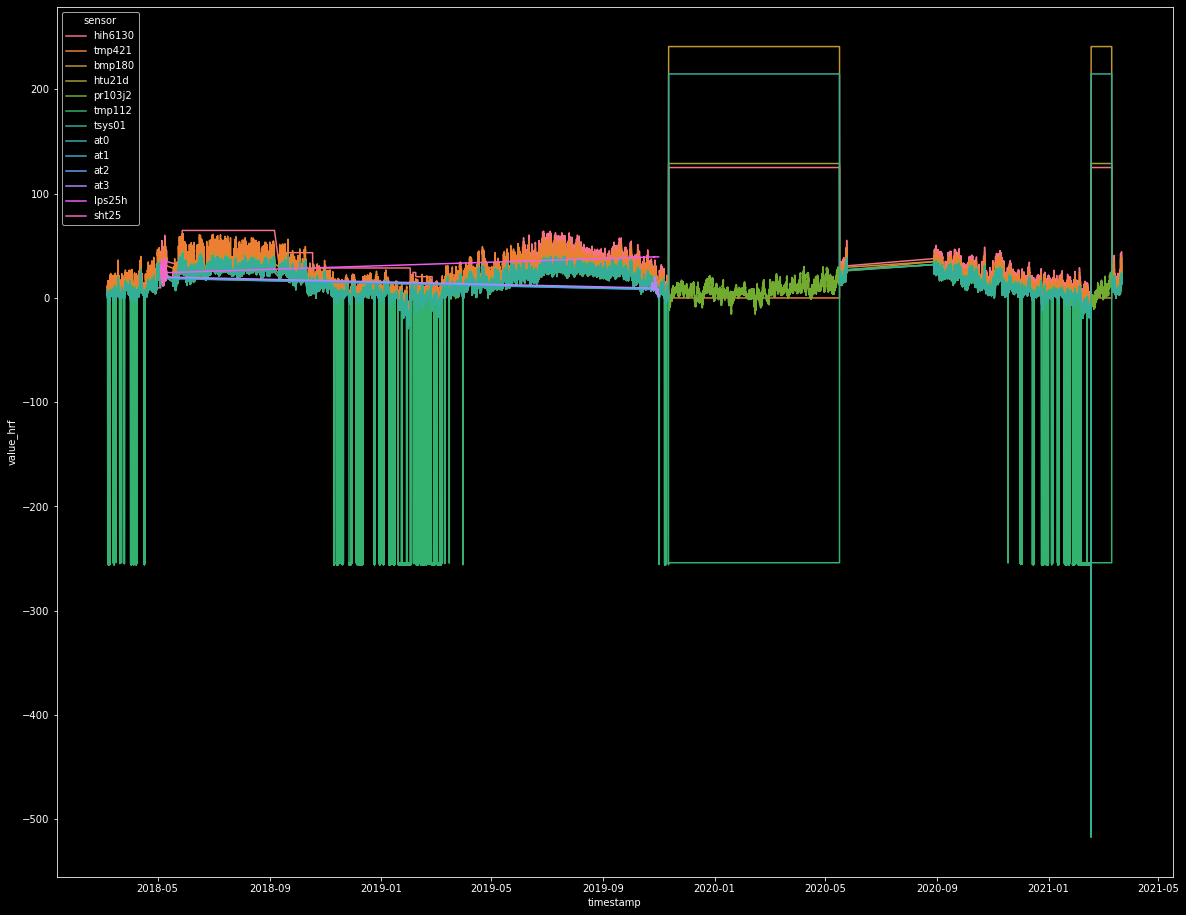 sensor
hih6130
tmp421
bmp180
htu21d
pr103j2
tmp112
tsys01
at0
at1
at2
at3
lps25h
sht25
200
100
0
−100
−200
−300
−400
−500
value_hrf
2018-05 2018-09 2019-01 2019-05 2019-09 2020-01 2020-05 2020-09 2021-01 2021-05
timestamp